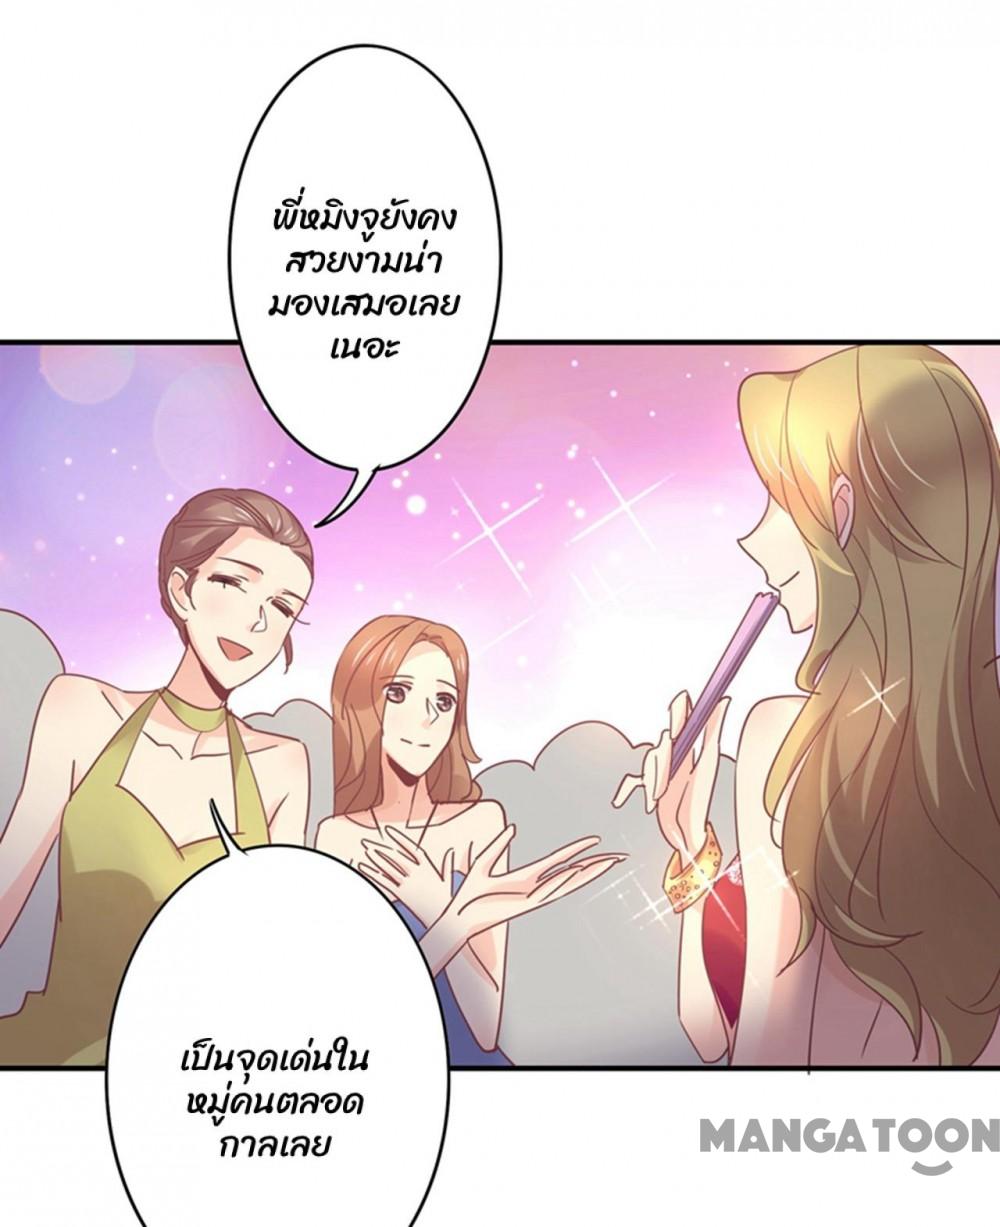 พี่หมิงจูยังคง
สวยงามน่า
มองเสมอเลย
เนอะ
เป็นจุดเด่นใน
หมู่คนตลอด
กาลเลย
MANGATOON